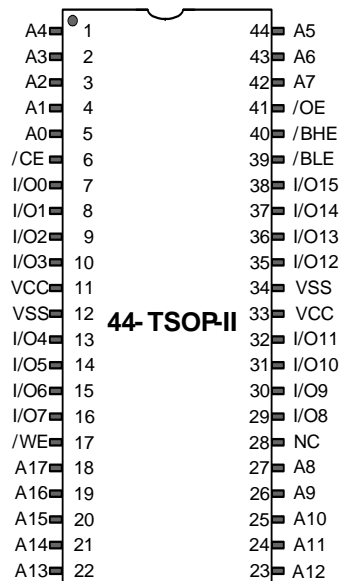 A4 1 44 A5
A3 2 43 A6
A2 3 42 A7
A1 4 41 /OE
A0 5 40 /BHE
/CE 6 39 /BLE
I/O0 7 38 I/O15
I/O1 8 37 I/O14
I/O2 9 36 I/O13
I/O3 10 35 I/O12
VCC 11 34 VSS
VSS 12 33 VCC
44-TSOP-II
I/O4 13 32 I/O11
I/O5 14 31 I/O10
I/O6 15 30 I/O9
I/O7 16 29 I/O8
/WE 17 28 NC
A17 18 27 A8
A16 19 26 A9
A15 20 25 A10
A14 21 24 A11
A13 22 23 A12